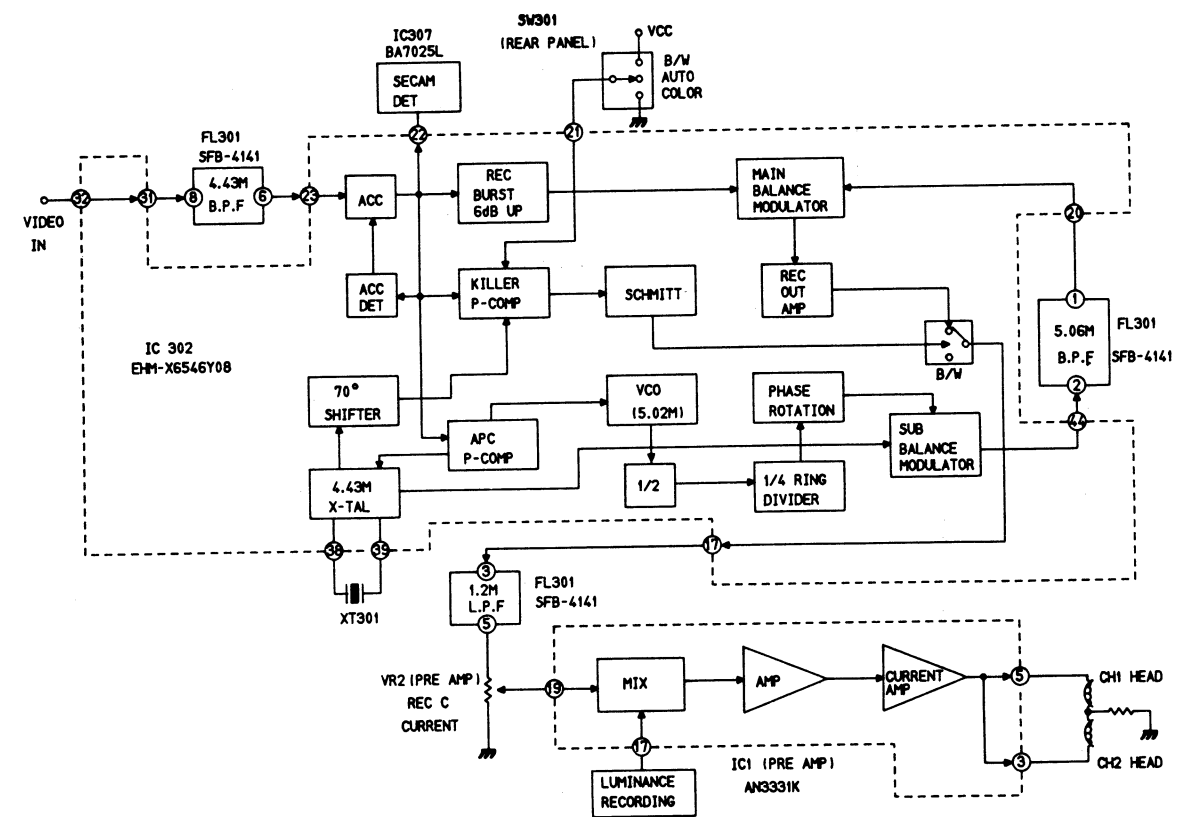 SW301
(REAR PANEL)
VCC
B/W
AUTO
COLOR
IC307
BA7025L
SECAM
DET
22
21
FL301
SFB-4141
4.43M
B.P.F
8
6
VIDEO
IN
32
31
23
ACC
REC
BURST
6dB UP
MAIN
BALANCE
MODULATOR
20
ACC
DET
KILLER
P-COMP
SCHMITT
REC
OUT
AMP
B/W
1
5.06M
B.P.F
2
FL301
SFB-4141
IC 302
EHM-X6546Y08
70°
SHIFTER
APC
P-COMP
VCO
(5.02M)
PHASE
ROTATION
SUB
BALANCE
MODULATOR
44
4.43M
X-TAL
1/2
1/4 RING
DIVIDER
38
39
XT301
17
3
1.2M
L.P.F
5
FL301
SFB-4141
VR2 (PRE AMP)
REC C
CURRENT
19
MIX
AMP
CURRENT
AMP
5
CH1 HEAD
3
CH2 HEAD
17
LUMINANCE
RECORDING
IC1 (PRE AMP)
AN3331K